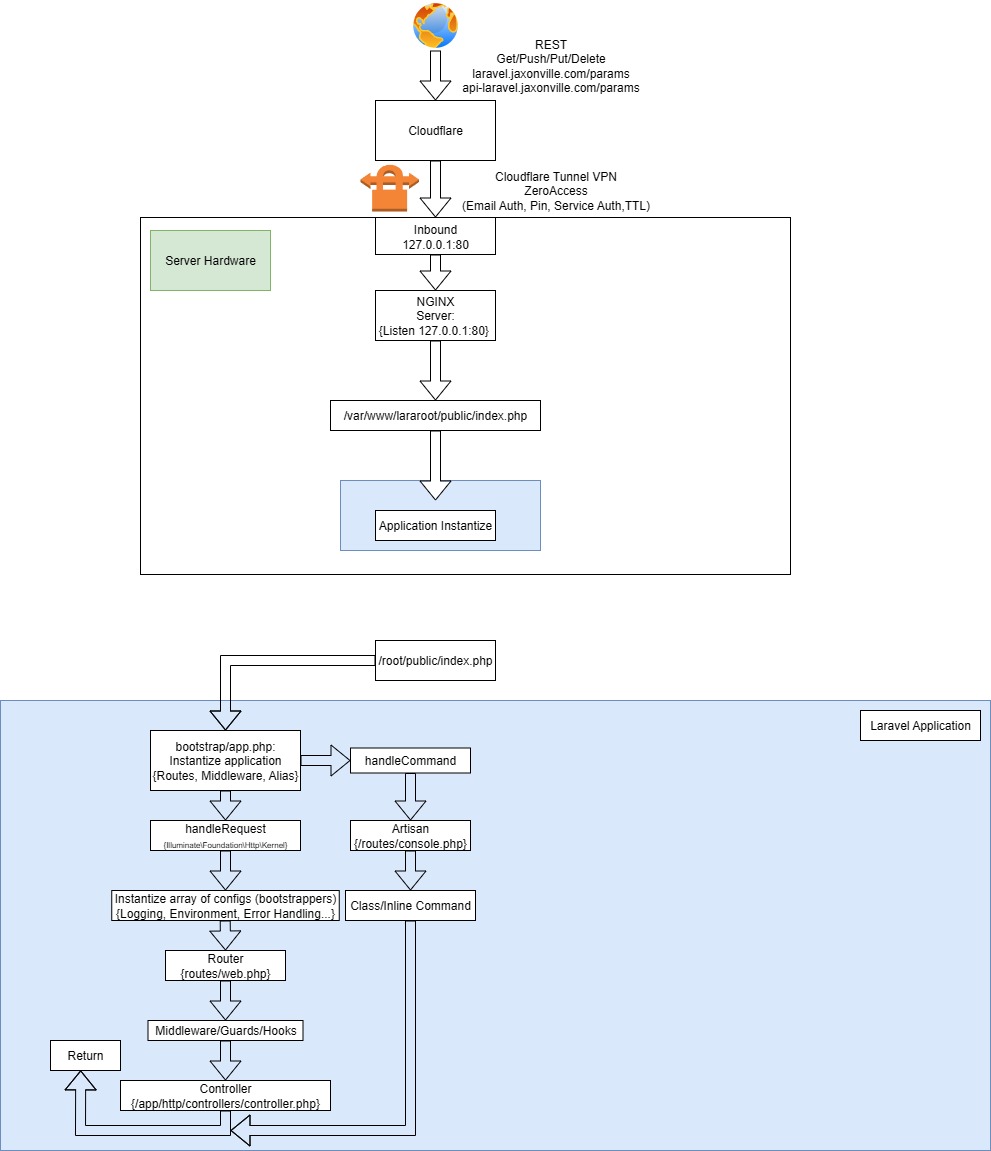 REST
Get/Push/Put/Delete
laravel.jaxonville.com/params
api-laravel.jaxonville.com/params
Cloudflare
Cloudflare Tunnel VPN
ZeroAccess
(Email Auth, Pin, Service Auth,TTL)
Inbound
127.0.0.1:80
Server Hardware
NGINX
Server:
{Listen 127.0.0.1:80}
/var/www/lararoot/public/index.php
Application Instantize
/root/public/index.php
Laravel Application
bootstrap/app.php:
Instantize application
{Routes, Middleware, Alias}
handleCommand
handleRequest
{Illuminate\Foundation\Http\Kernel}
Artisan
{/routes/console.php}
Instantize array of configs (bootstrappers)
{Logging, Environment, Error Handling...}
Class/Inline Command
Router
{routes/web.php}
Middleware/Guards/Hooks
Return
Controller
{/app/http/controllers/controller.php}